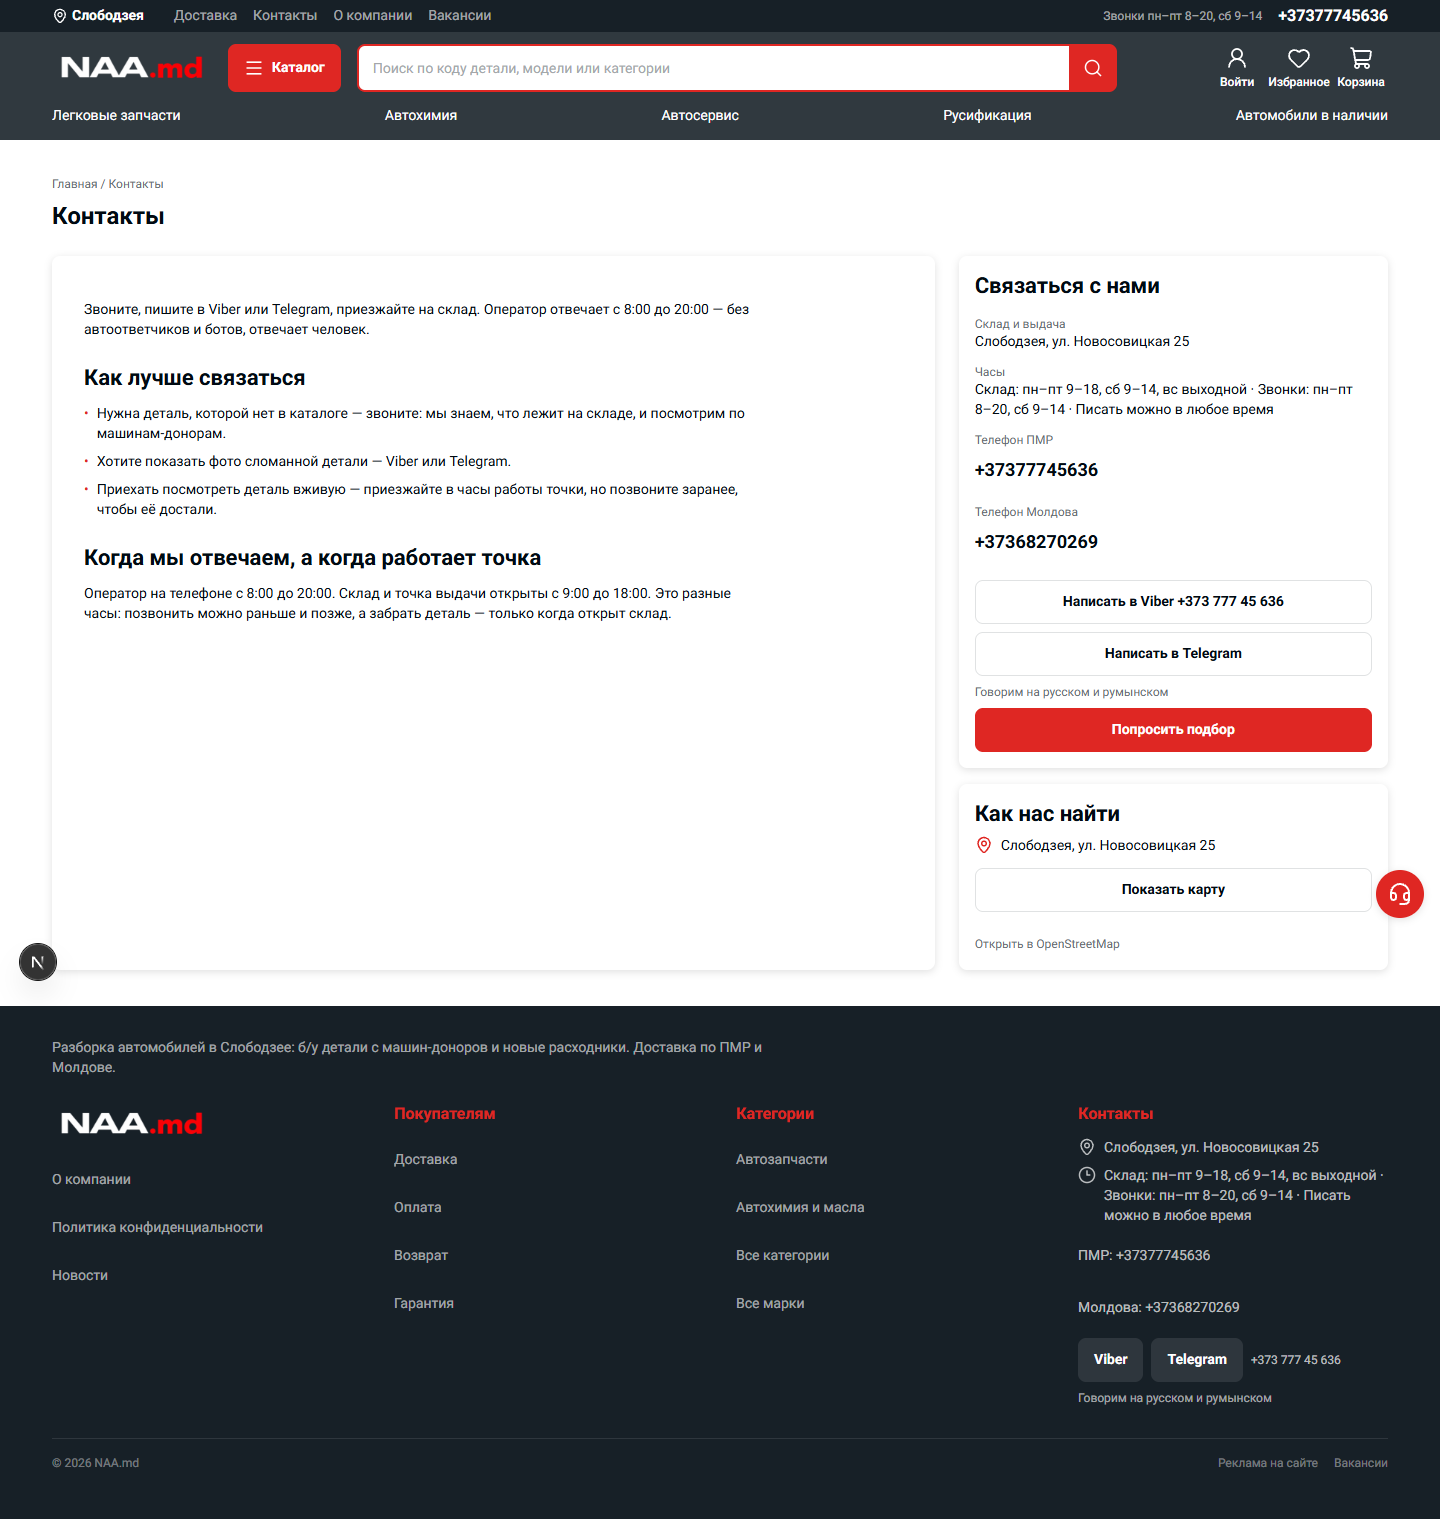 Слободзея
Доставка
Контакты
О компании
Вакансии
Звонки пн–пт 8–20, сб 9–14
+37377745636
NAA.md
Каталог
Поиск по коду детали, модели или категории
Войти
Избранное
Корзина
Легковые запчасти
Автохимия
Автосервис
Русификация
Автомобили в наличии
Главная / Контакты
Контакты
Звоните, пишите в Viber или Telegram, приезжайте на склад. Оператор отвечает с 8:00 до 20:00 — без
автоответчиков и ботов, отвечает человек.
Как лучше связаться
• Нужна деталь, которой нет в каталоге — звоните: мы знаем, что лежит на складе, и посмотрим по
машинам-донорам.
• Хотите показать фото сломанной детали — Viber или Telegram.
• Приехать посмотреть деталь вживую — приезжайте в часы работы точки, но позвоните заранее,
чтобы её достали.
Когда мы отвечаем, а когда работает точка
Оператор на телефоне с 8:00 до 20:00. Склад и точка выдачи открыты с 9:00 до 18:00. Это разные
часы: позвонить можно раньше и позже, а забрать деталь — только когда открыт склад.
Связаться с нами
Склад и выдача
Слободзея, ул. Новосовицкая 25
Часы
Склад: пн–пт 9–18, сб 9–14, вс выходной · Звонки: пн–пт
8–20, сб 9–14 · Писать можно в любое время
Телефон ПМР
+37377745636
Телефон Молдова
+37368270269
Написать в Viber +373 777 45 636
Написать в Telegram
Говорим на русском и румынском
Попросить подбор
Как нас найти
Слободзея, ул. Новосовицкая 25
Показать карту
Открыть в OpenStreetMap
N
Разборка автомобилей в Слободзее: б/у детали с машин-доноров и новые расходники. Доставка по ПМР и
Молдове.
NAA.md
О компании
Политика конфиденциальности
Новости
Покупателям
Доставка
Оплата
Возврат
Гарантия
Категории
Автозапчасти
Автохимия и масла
Все категории
Все марки
Контакты
Слободзея, ул. Новосовицкая 25
Склад: пн–пт 9–18, сб 9–14, вс выходной ·
Звонки: пн–пт 8–20, сб 9–14 · Писать
можно в любое время
ПМР: +37377745636
Молдова: +37368270269
Viber
Telegram
+373 777 45 636
Говорим на русском и румынском
© 2026 NAA.md
Реклама на сайте
Вакансии